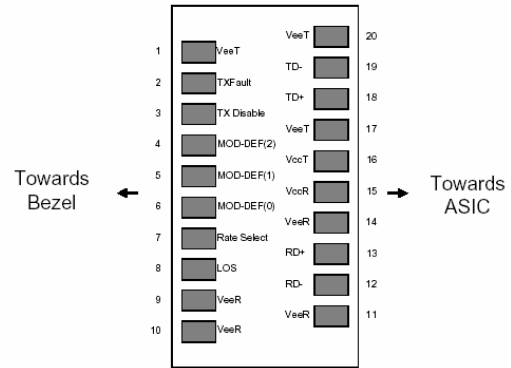 VeeT 20
1 VeeT
TD- 19
2 TXFault
TD+ 18
3 TX Disable
VeeT 17
4 MOD-DEF(2)
VccT 16
5 MOD-DEF(1)
Towards
Bezel
VccR 15
Towards
ASIC
6 MOD-DEF(0)
VeeR 14
7 Rate Select
RD+ 13
8 LOS
RD- 12
9 VeeR
VeeR 11
10 VeeR